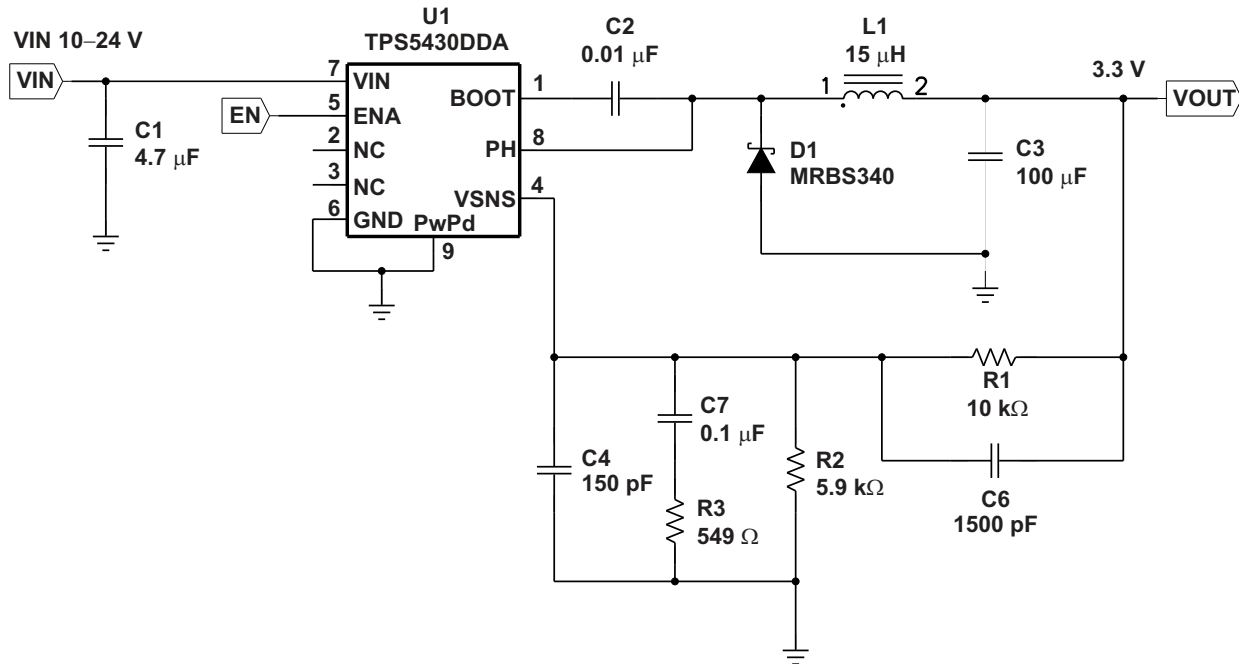 U1
TPS5430DDA
VIN 10–24 V
VIN
C1
4.7 μF
EN
7
5
2
3
6
VIN
ENA
NC
NC
GND
PwPd
9
BOOT
PH
VSNS
1
8
4
C2
0.01 μF
L1
15 μH
1
2
D1
MRBS340
C3
100 μF
3.3 V
VOUT
C4
150 pF
C7
0.1 μF
R3
549 Ω
R2
5.9 kΩ
R1
10 kΩ
C6
1500 pF